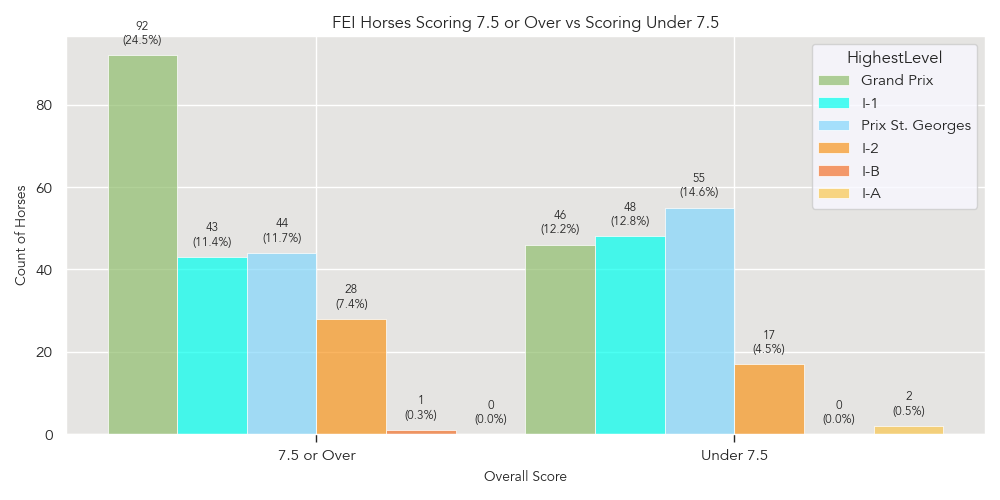 FEI Horses Scoring 7.5 or Over vs Scoring Under 7.5
HighestLevel
Grand Prix
I-1
Prix St. Georges
I-2
I-B
I-A
Count of Horses
80
60
40
20
0
92
(24.5%)
43
(11.4%)
44
(11.7%)
28
(7.4%)
1
(0.3%)
0
(0.0%)
46
(12.2%)
48
(12.8%)
55
(14.6%)
17
(4.5%)
0
(0.0%)
2
(0.5%)
7.5 or Over
Under 7.5
Overall Score